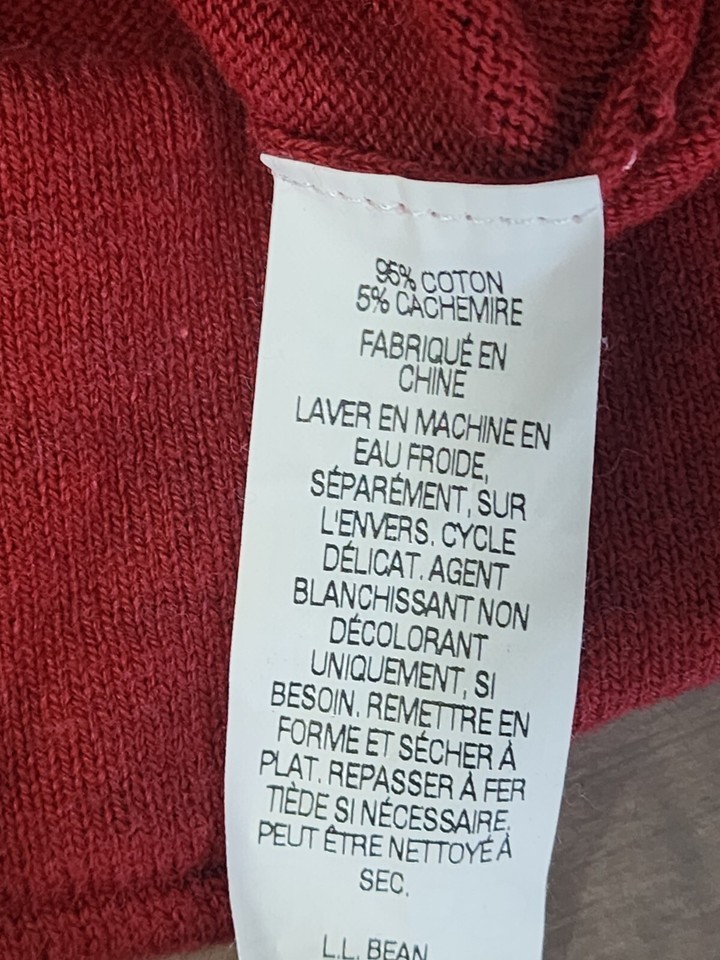 95% COTON
5% CACHEMIRE
FABRIQUÉ EN
CHINE
LAVER EN MACHINE EN
EAU FROIDE,
SÉPARÉMENT, SUR
L'ENVERS. CYCLE
DÉLICAT. AGENT
BLANCHISSANT NON
DÉCOLORANT
UNIQUEMENT, SI
BESOIN. REMETTRE EN
FORME ET SÉCHER À
PLAT. REPASSER À FER
TIÈDE SI NÉCESSAIRE.
PEUT ÊTRE NETTOYÉ À
SEC.
L.L. BEAN